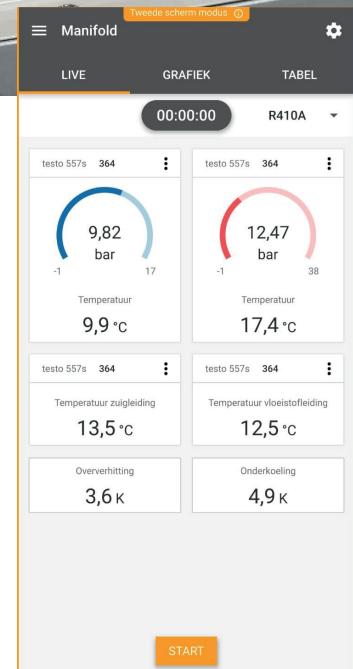 Tweede scherm modus
Manifold
LIVE GRAFIEK TABEL
00:00:00 R410A
testo 557s 364
9,82
bar
-1 17
Temperatuur
9,9 °C
testo 557s 364
12,47
bar
-1 38
Temperatuur
17,4 °C
testo 557s 364
Temperatuur zuigleiding
13,5 °C
testo 557s 364
Temperatuur vloeistofleiding
12,5 °C
Oververhitting
3,6 K
Onderkoeling
4,9 K
START